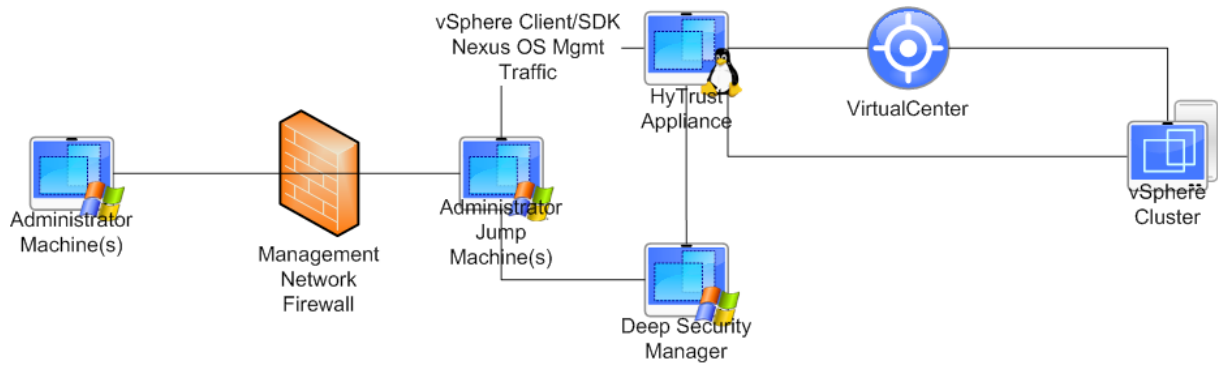 vSphere Client/SDK
Nexus OS Mgmt
Traffic
HyTrust
Appliance
VirtualCenter
vSphere
Cluster
Administrator
Machine(s)
Management
Network
Firewall
Administrator
Jump
Machine(s)
Deep Security
Manager